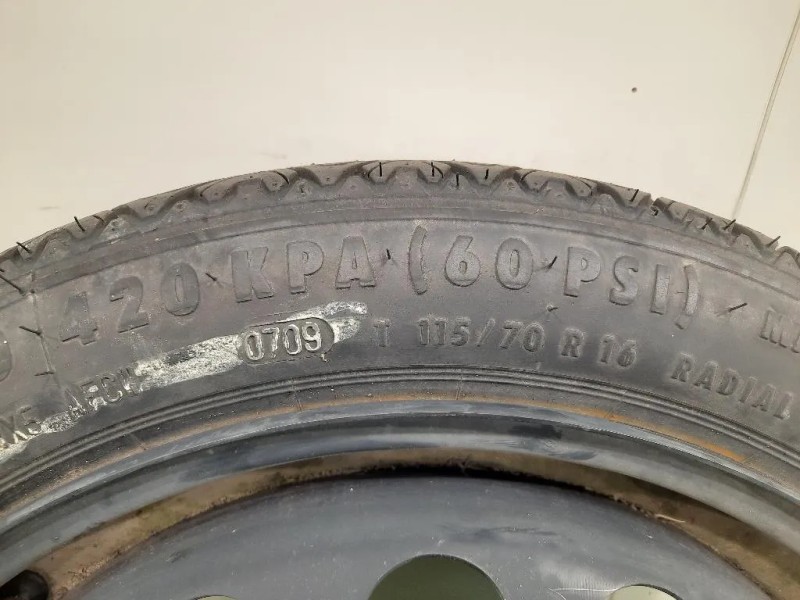 420 KPA (60 PSI)
0709 T 115/70 R 16 RADIAL